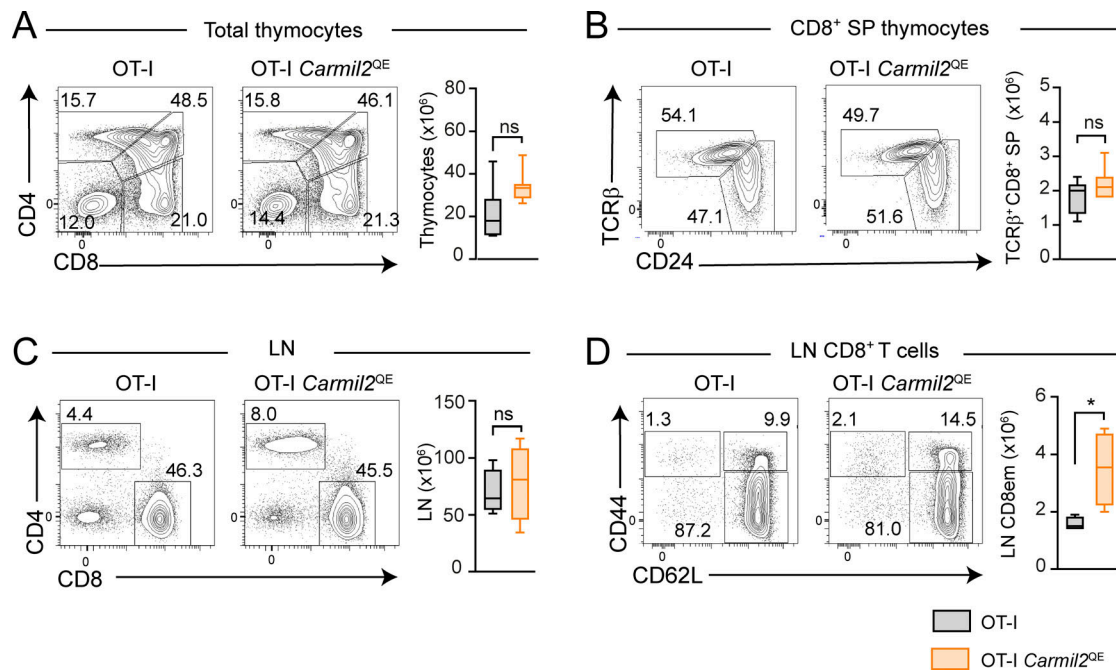 A
Total thymocytes
OT-I
OT-I Carmil2QE
15.7
48.5
15.8
46.1
12.0
21.0
14.4
21.3
CD4
0
0
0
CD8
Thymocytes (x10⁶)
80
60
40
20
0
ns
B
CD8⁺ SP thymocytes
OT-I
OT-I Carmil2QE
54.1
47.1
49.7
51.6
TCRβ
0
0
0
CD24
TCRβ⁺CD8⁺ SP (x10⁶)
5
4
3
2
1
0
ns
C
LN
OT-I
OT-I Carmil2QE
4.4
46.3
8.0
45.5
CD4
0
0
0
CD8
LN (x10⁶)
150
100
50
0
ns
D
LN CD8⁺ T cells
OT-I
OT-I Carmil2QE
1.3
9.9
87.2
2.1
14.5
81.0
CD44
0
0
0
CD62L
LN CD8em (x10⁶)
6
4
2
0
*
OT-I
OT-I Carmil2QE